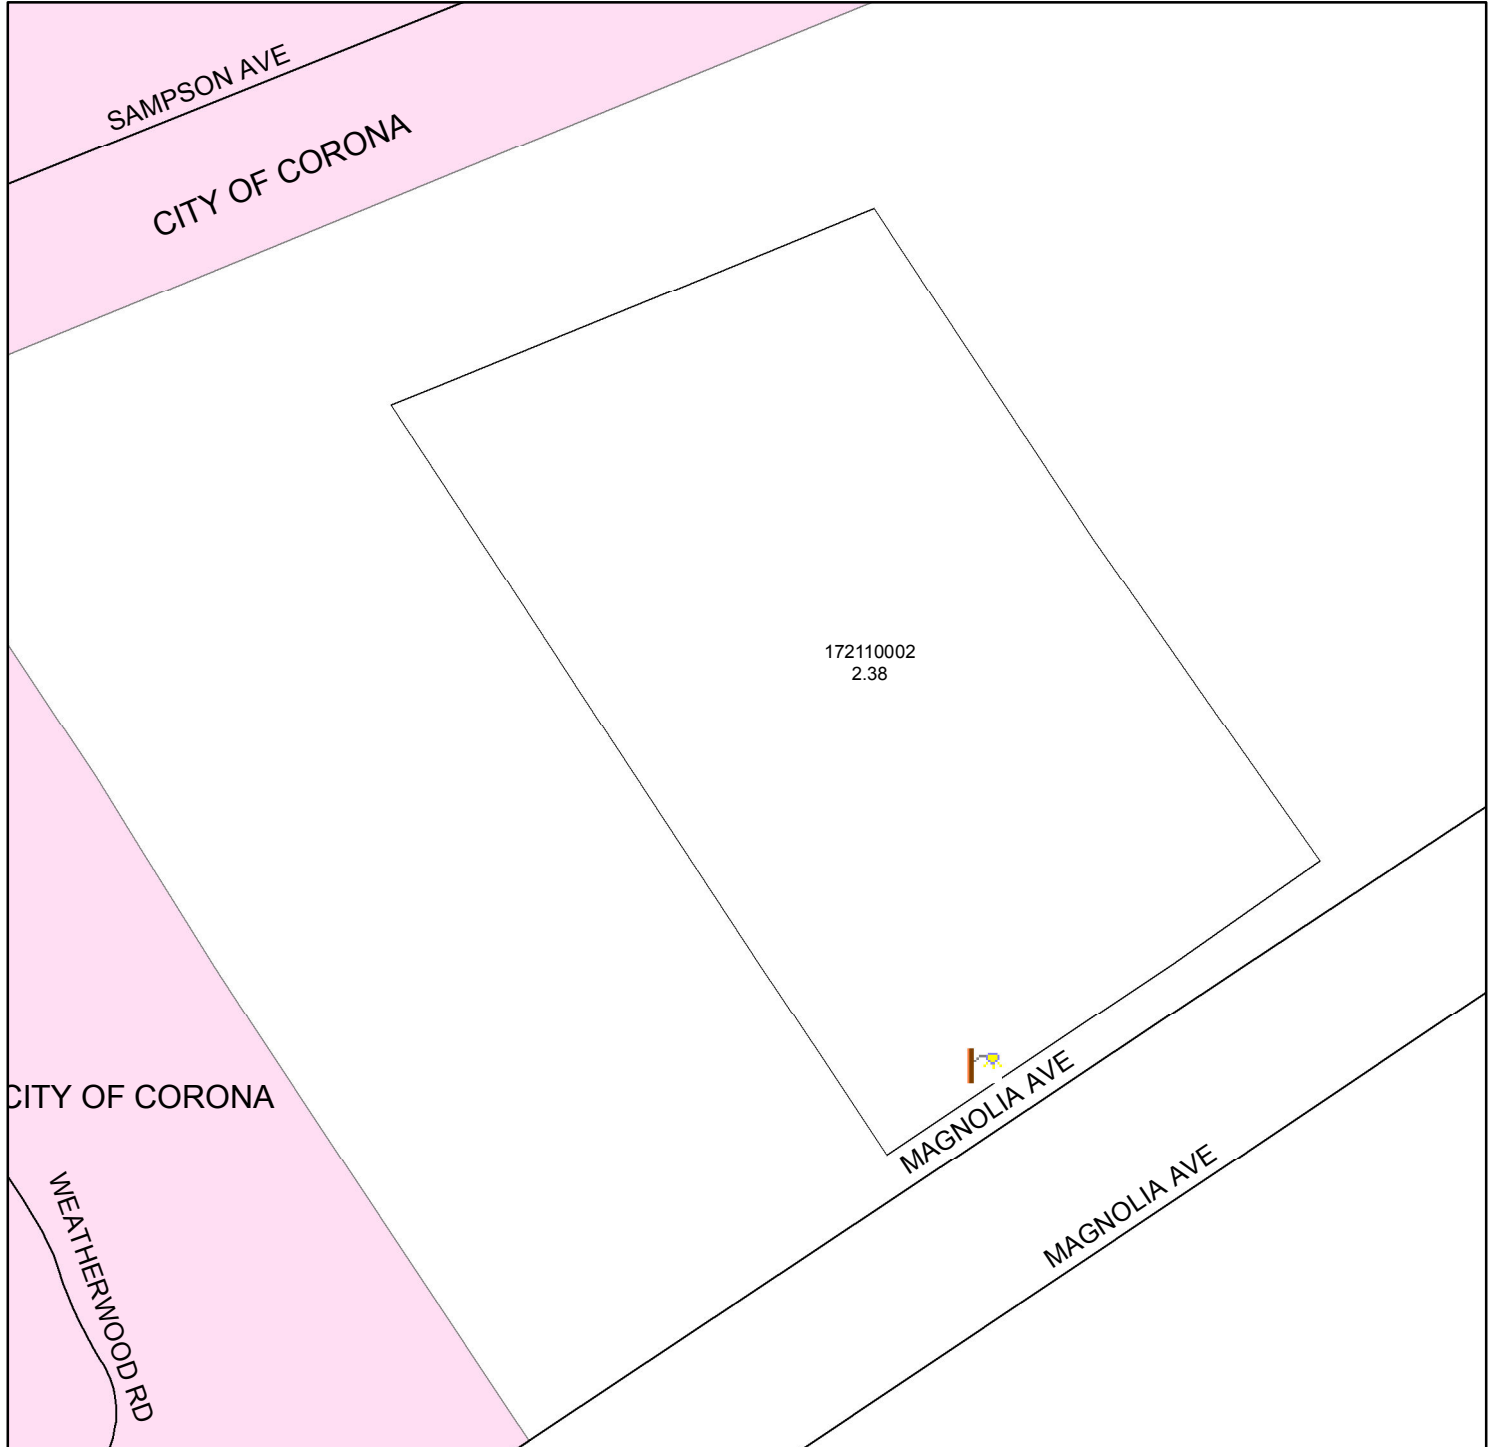 SAMPSON AVE
CITY OF CORONA
172110002
2.38
MAGNOLIA AVE
CITY OF CORONA
MAGNOLIA AVE
WEATHERWOOD RD